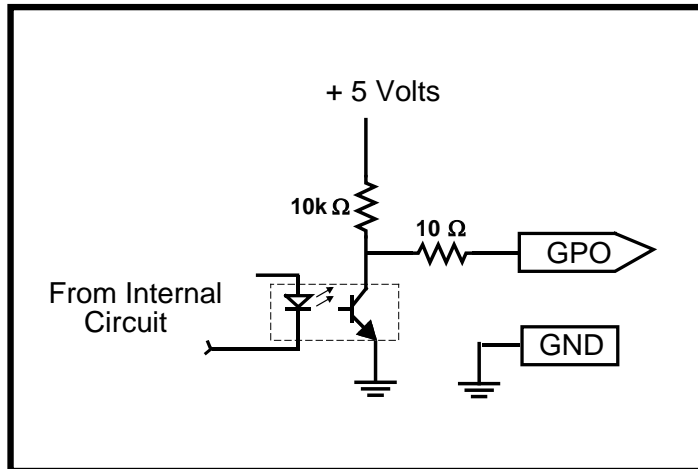 + 5 Volts
10k Ω
10 Ω
GPO
From Internal
Circuit
GND